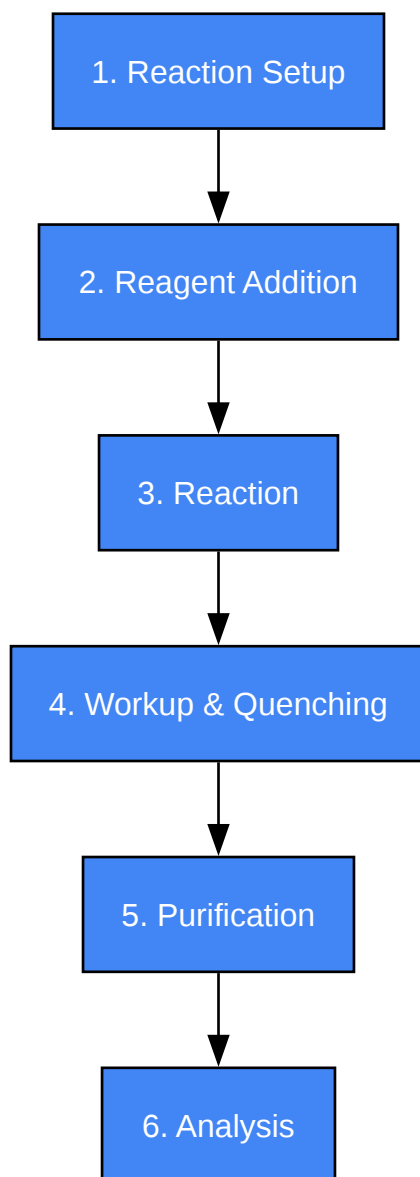 1. Reaction Setup
2. Reagent Addition
3. Reaction
4. Workup & Quenching
5. Purification
6. Analysis